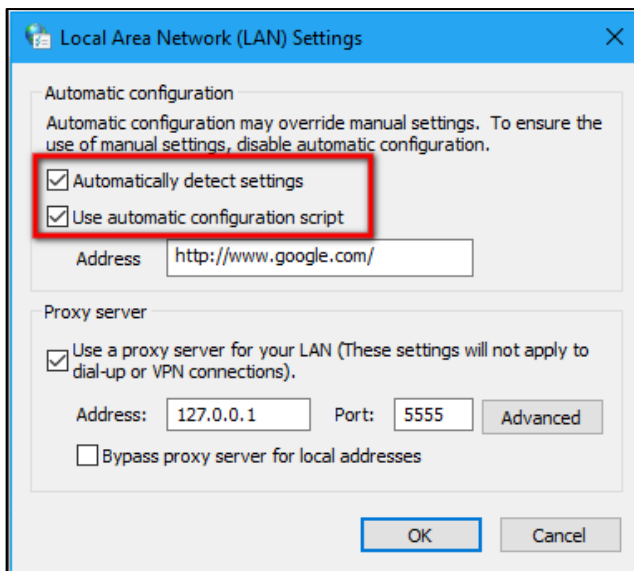 Local Area Network (LAN) Settings
Automatic configuration
Automatic configuration may override manual settings. To ensure the
use of manual settings, disable automatic configuration.
Automatically detect settings
Use automatic configuration script
Address http://www.google.com/
Proxy server
Use a proxy server for your LAN (These settings will not apply to
dial-up or VPN connections).
Address: 127.0.0.1 Port: 5555 Advanced
Bypass proxy server for local addresses
OK Cancel